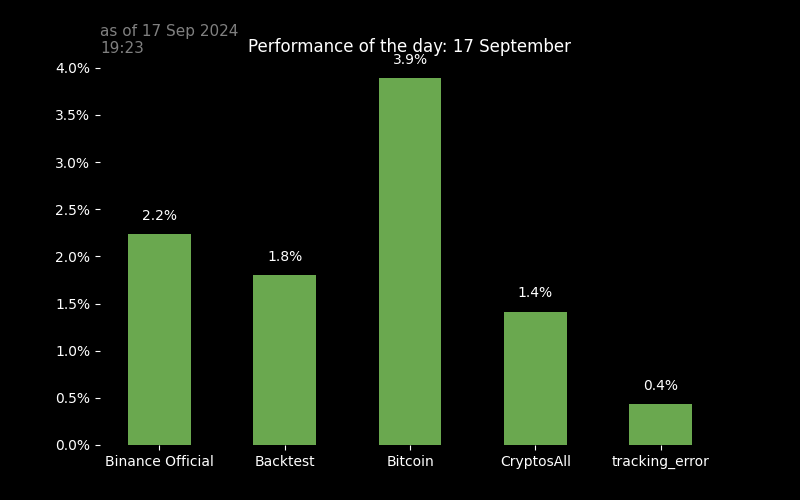 as of 17 Sep 2024
19:23
Performance of the day: 17 September
4.0%
3.5%
3.0%
2.5%
2.0%
1.5%
1.0%
0.5%
0.0%
2.2%
1.8%
3.9%
1.4%
0.4%
Binance Official
Backtest
Bitcoin
CryptosAll
tracking_error